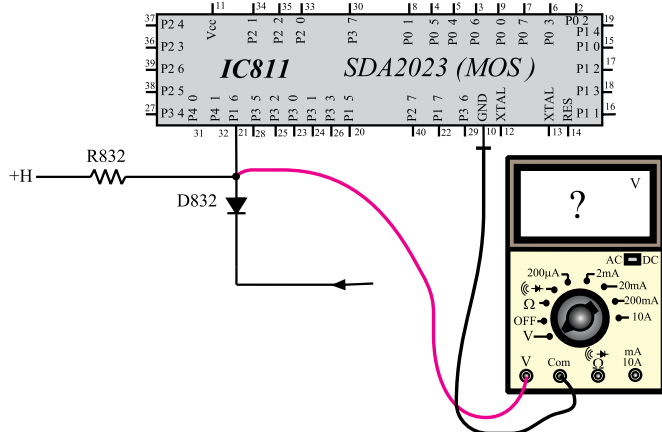 11 34 35 33 30 8 4 5 3 9 7 6 2
37 P2 4 Vcc P2 1 P2 2 P2 0 P3 7 P0 1 P0 5 P0 4 P0 6 P0 0 P0 7 P0 3 P0 2 19
P1 4
36 P2 3 P1 0 15
39 P2 6 IC811 SDA2023 (MOS) P1 2 17
38 P2 5 P1 3 18
27 P3 4 P4 0 P4 1 P1 6 P3 5 P3 2 P3 0 P3 1 P3 3 P1 5 P2 7 P1 7 P3 6 GND XTAL XTAL RES P1 1 16
31 32 21 28 25 23 24 26 20 40 22 29 10 12 13 14
R832
+H
D832
V
?
AC DC
200µA 2mA
20mA
Ω 200mA
OFF 10A
V
V Com Ω mA
10A